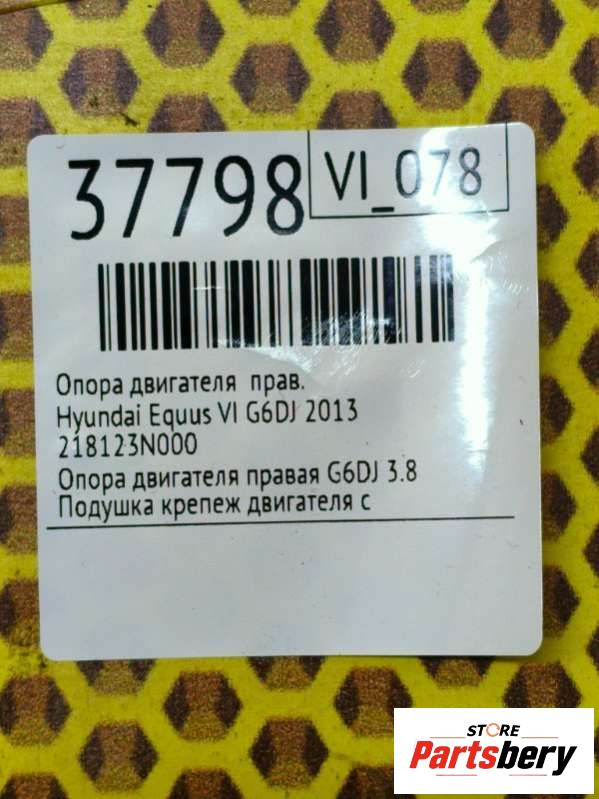 37798
VI_078
Опора двигателя прав.
Hyundai Equus VI G6DJ 2013
218123N000
Опора двигателя правая G6DJ 3.8
Подушка крепеж двигателя с
STORE
Partsbery